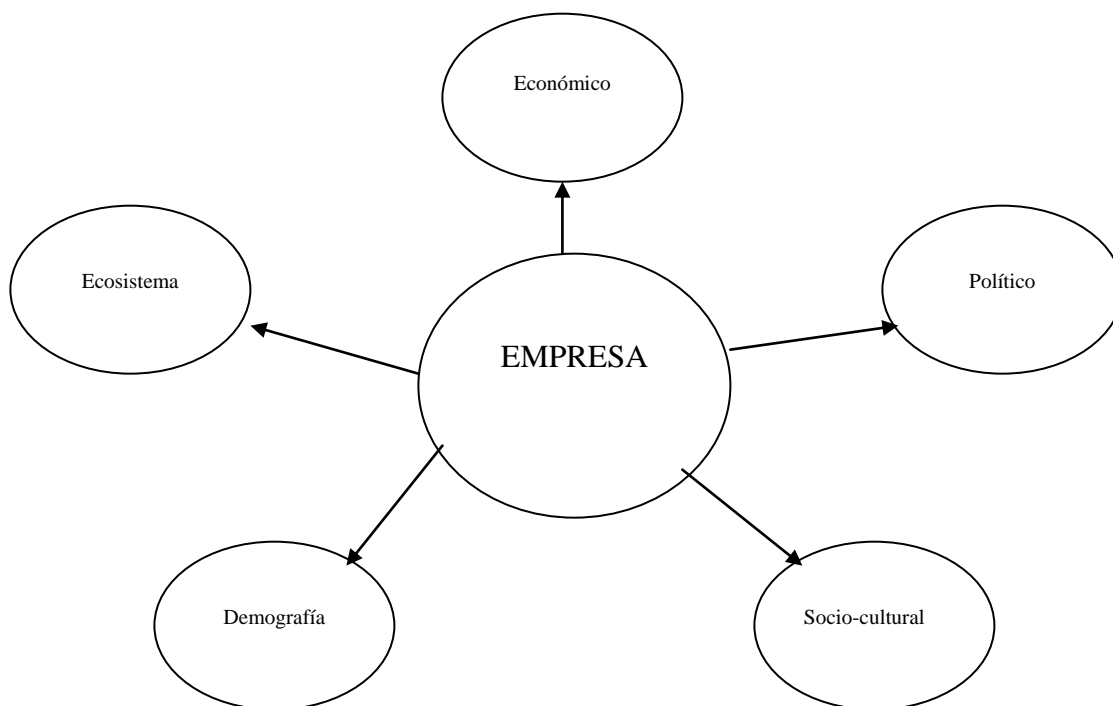 Económico
Ecosistema
Político
EMPRESA
Demografía
Socio-cultural